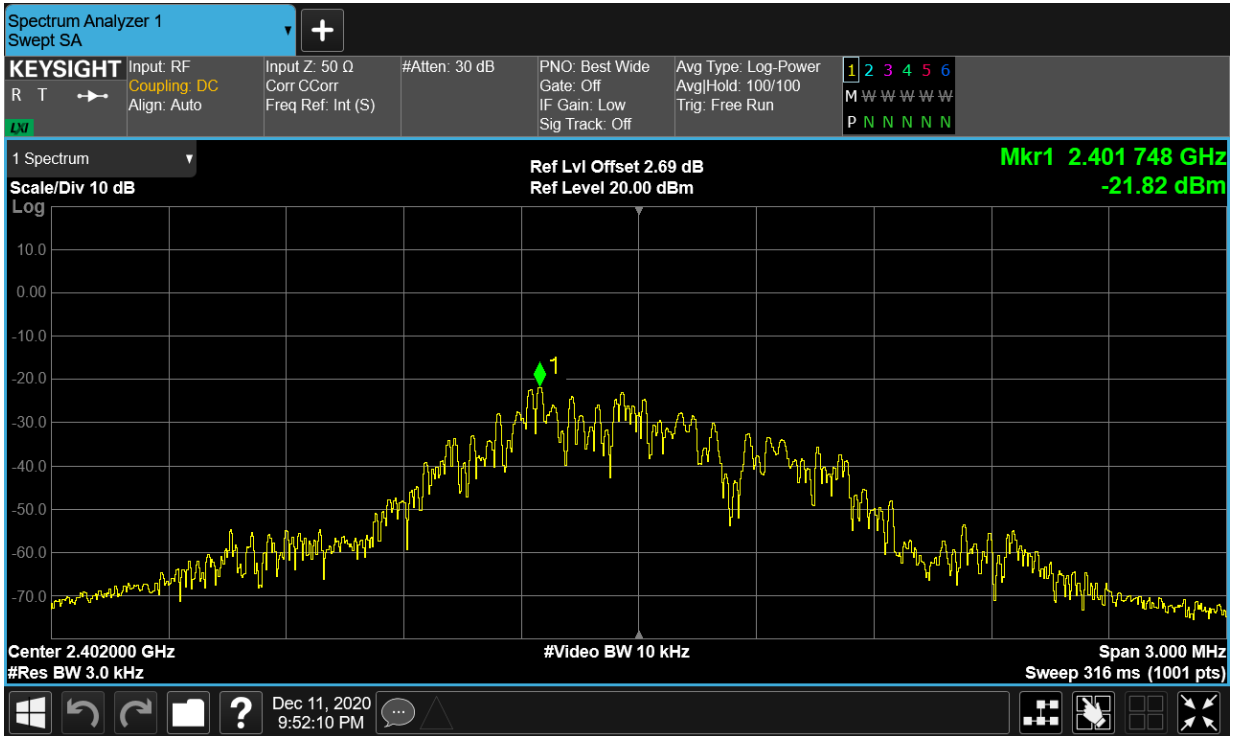 Spectrum Analyzer 1
Swept SA
+
KEYSIGHT
R T
LXI
Input: RF
Coupling: DC
Align: Auto
Input Z: 50 Ω
Corr CCorr
Freq Ref: Int (S)
#Atten: 30 dB
PNO: Best Wide
Gate: Off
IF Gain: Low
Sig Track: Off
Avg Type: Log-Power
Avg|Hold: 100/100
Trig: Free Run
1 2 3 4 5 6
M W W W W W
P N N N N N
1 Spectrum
Scale/Div 10 dB
Log
Ref Lvl Offset 2.69 dB
Ref Level 20.00 dBm
Mkr1 2.401 748 GHz
-21.82 dBm
10.0
0.00
-10.0
-20.0
-30.0
-40.0
-50.0
-60.0
-70.0
1
Center 2.402000 GHz
#Res BW 3.0 kHz
#Video BW 10 kHz
Span 3.000 MHz
Sweep 316 ms (1001 pts)
?
Dec 11, 2020
9:52:10 PM